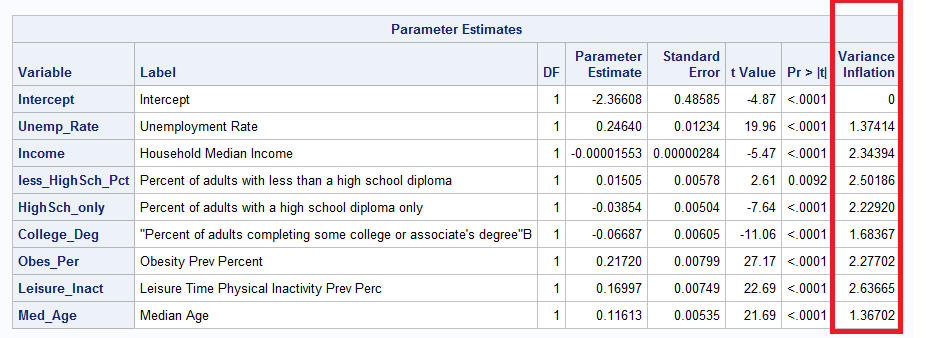 Parameter Estimates
Variable Label DF Parameter Estimate Standard Error t Value Pr > |t| Variance Inflation
Intercept Intercept 1 -2.36608 0.48585 -4.87 <.0001 0
Unemp_Rate Unemployment Rate 1 0.24640 0.01234 19.96 <.0001 1.37414
Income Household Median Income 1 -0.00001553 0.00000284 -5.47 <.0001 2.34394
less_HighSch_Pct Percent of adults with less than a high school diploma 1 0.01505 0.00578 2.61 0.0092 2.50186
HighSch_only Percent of adults with a high school diploma only 1 -0.03854 0.00504 -7.64 <.0001 2.22920
College_Deg "Percent of adults completing some college or associate's degree"B 1 -0.06687 0.00605 -11.06 <.0001 1.68367
Obes_Per Obesity Prev Percent 1 0.21720 0.00799 27.17 <.0001 2.27702
Leisure_Inact Leisure Time Physical Inactivity Prev Perc 1 0.16997 0.00749 22.69 <.0001 2.63665
Med_Age Median Age 1 0.11613 0.00535 21.69 <.0001 1.36702